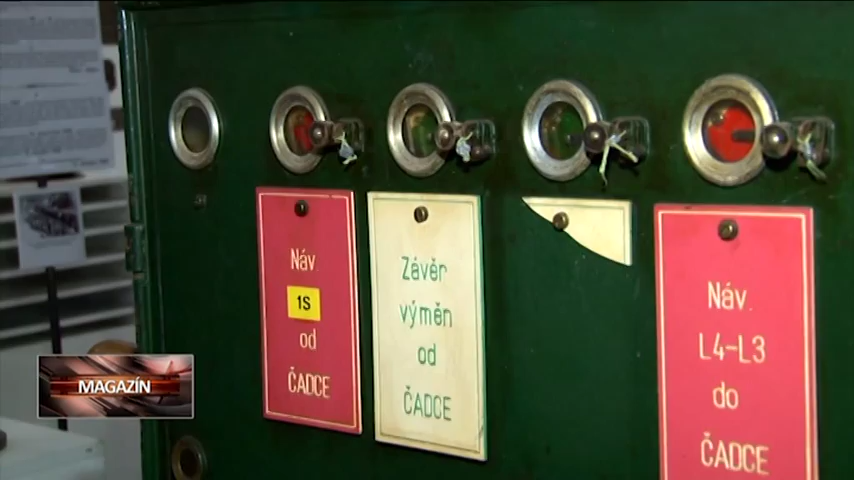 Náv
1S
od
ČADCE
Závěr
výměn
od
ČADCE
Náv.
L4-L3
do
ČADCE
MAGAZÍN